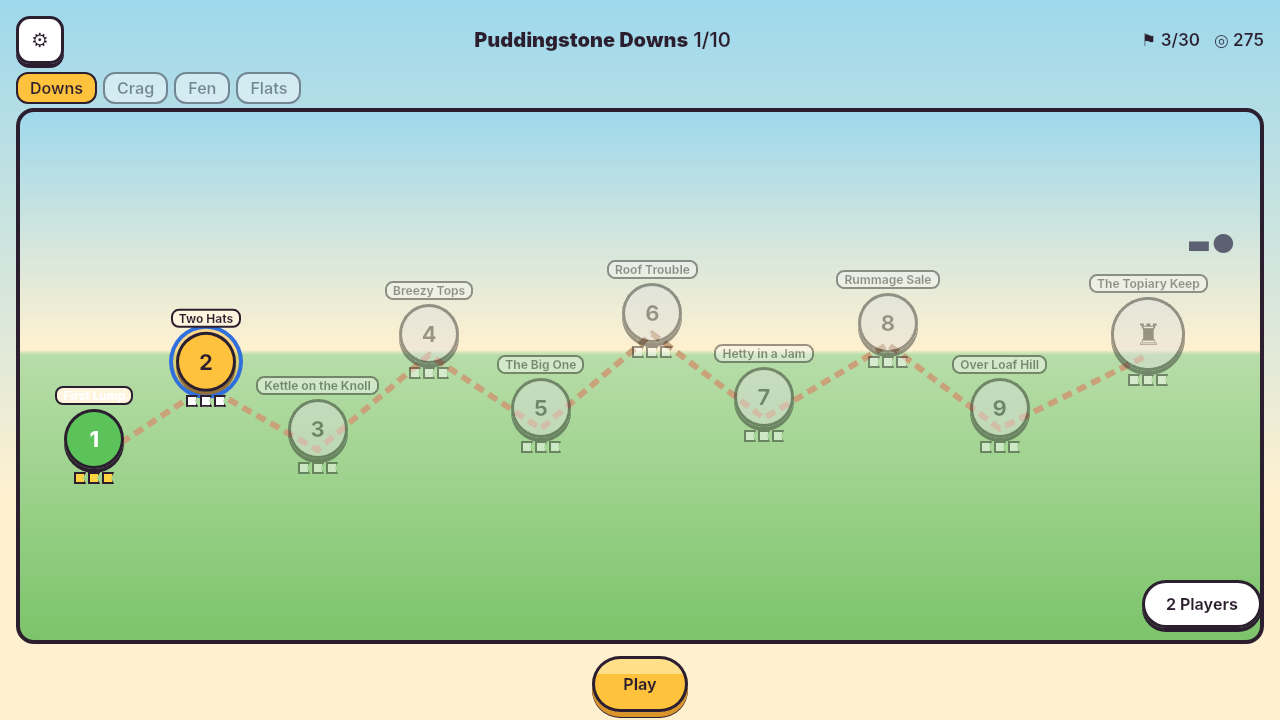 Puddingstone Downs 1/10
3/30
275
Downs
Crag
Fen
Flats
Roof Trouble
Rummage Sale
The Topiary Keep
Breezy Tops
6
8
Two Hats
4
Hetty in a Jam
2
The Big One
Over Loaf Hill
Kettle on the Knoll
7
5
9
3
1
2 Players
Play